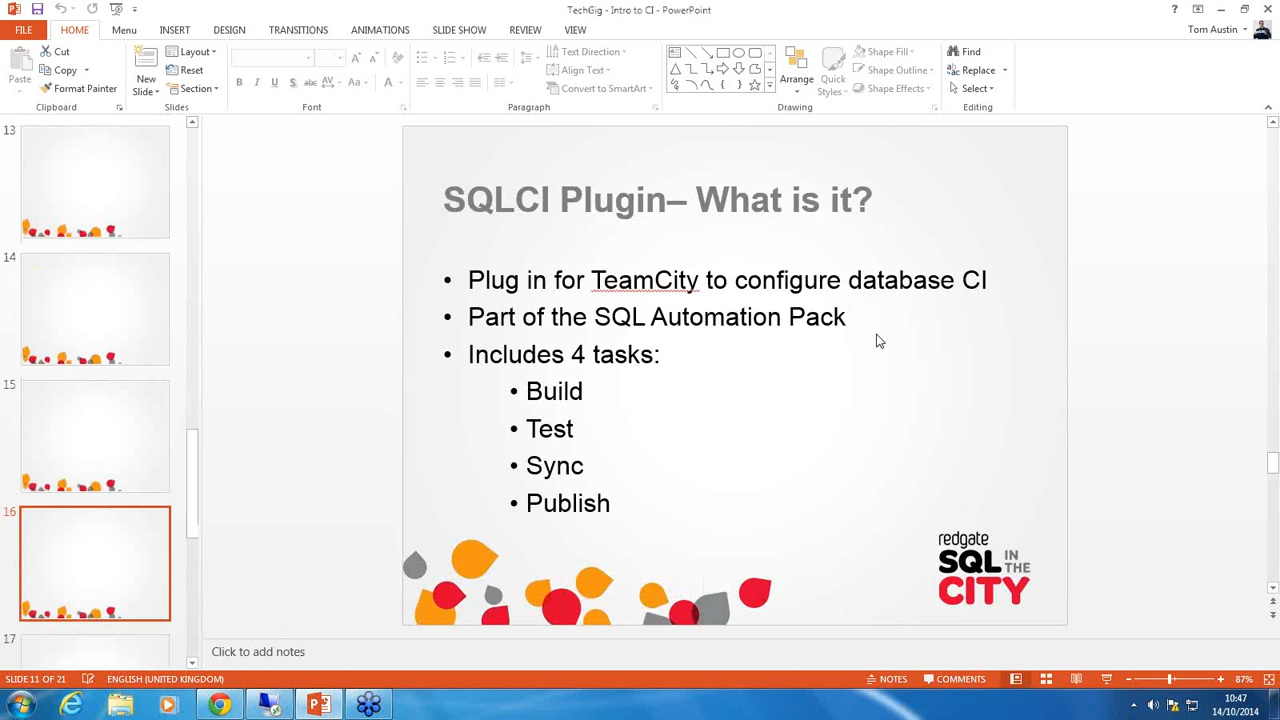 TechGig - Intro to CI - PowerPoint
FILE
HOME
Menu
INSERT
DESIGN
TRANSITIONS
ANIMATIONS
SLIDE SHOW
REVIEW
VIEW
Tom Austin
Paste
Cut
Copy
Format Painter
Clipboard
New
Slide
Layout
Reset
Section
Slides
Font
Paragraph
Text Direction
Align Text
Convert to SmartArt
Arrange
Quick
Styles
Shape Fill
Shape Outline
Shape Effects
Drawing
Find
Replace
Select
Editing
13
14
15
16
17
SQLCI Plugin– What is it?
• Plug in for TeamCity to configure database CI
• Part of the SQL Automation Pack
• Includes 4 tasks:
• Build
• Test
• Sync
• Publish
redgate
SQL IN THE
CITY
Click to add notes
SLIDE 11 OF 21
ENGLISH (UNITED KINGDOM)
NOTES
COMMENTS
87%
10:47
14/10/2014